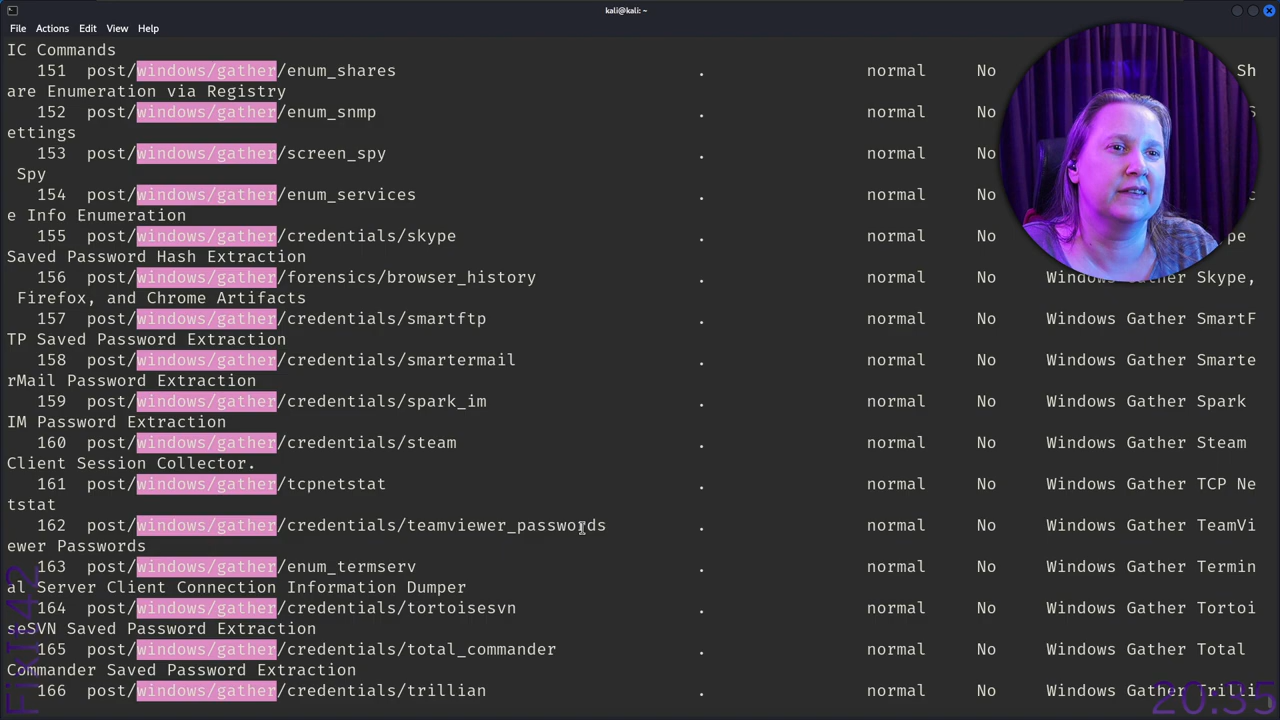 kali@kali: ~
File Actions Edit View Help
IC Commands
151 post/windows/gather/enum_shares . normal No Sh
are Enumeration via Registry
152 post/windows/gather/enum_snmp . normal No S
ettings
153 post/windows/gather/screen_spy . normal No
Spy
154 post/windows/gather/enum_services . normal No c
e Info Enumeration
155 post/windows/gather/credentials/skype . normal No ype
Saved Password Hash Extraction
156 post/windows/gather/forensics/browser_history . normal No Windows Gather Skype,
Firefox, and Chrome Artifacts
157 post/windows/gather/credentials/smartftp . normal No Windows Gather SmartF
TP Saved Password Extraction
158 post/windows/gather/credentials/smartermail . normal No Windows Gather Smarte
rMail Password Extraction
159 post/windows/gather/credentials/spark_im . normal No Windows Gather Spark
IM Password Extraction
160 post/windows/gather/credentials/steam . normal No Windows Gather Steam
Client Session Collector.
161 post/windows/gather/tcpnetstat . normal No Windows Gather TCP Ne
tstat
162 post/windows/gather/credentials/teamviewer_passwords . normal No Windows Gather TeamVi
ewer Passwords
163 post/windows/gather/enum_termserv . normal No Windows Gather Termin
al Server Client Connection Information Dumper
164 post/windows/gather/credentials/tortoisesvn . normal No Windows Gather Tortoi
seSVN Saved Password Extraction
165 post/windows/gather/credentials/total_commander . normal No Windows Gather Total
Commander Saved Password Extraction
166 post/windows/gather/credentials/trillian . normal No Windows Gather Trilli
20:35